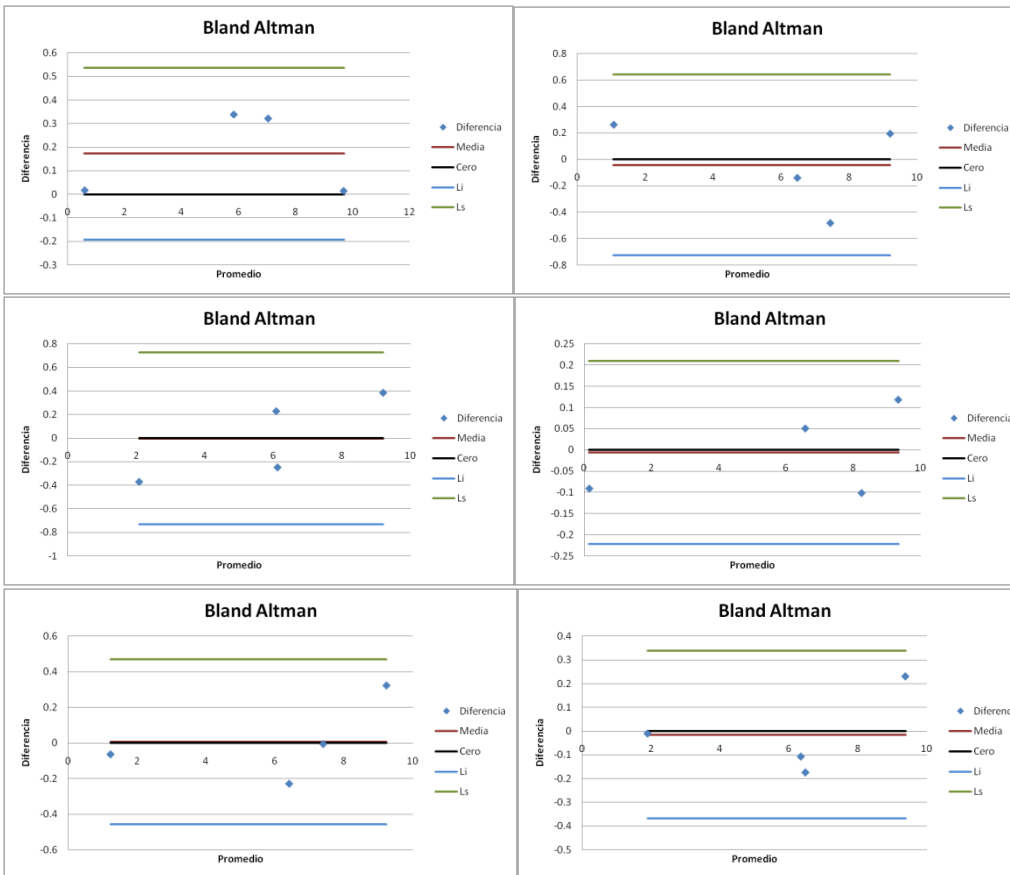 Bland Altman
0.6
0.5
0.4
0.3
0.2
0.1
0
-0.1
-0.2
-0.3
0 2 4 6 8 10 12
Diferencia
Promedio
Diferencia
Media
Cero
Li
Ls
Bland Altman
0.8
0.6
0.4
0.2
0
-0.2
-0.4
-0.6
-0.8
0 2 4 6 8 10
Diferencia
Promedio
Diferencia
Media
Cero
Li
Ls
Bland Altman
0.8
0.6
0.4
0.2
0
-0.2
-0.4
-0.6
-0.8
-1
0 2 4 6 8 10
Diferencia
Promedio
Diferencia
Media
Cero
Li
Ls
Bland Altman
0.25
0.2
0.15
0.1
0.05
0
-0.05
-0.1
-0.15
-0.2
-0.25
0 2 4 6 8 10
Diferencia
Promedio
Diferencia
Media
Cero
Li
Ls
Bland Altman
0.6
0.4
0.2
0
-0.2
-0.4
-0.6
0 2 4 6 8 10
Diferencia
Promedio
Diferencia
Media
Cero
Li
Ls
Bland Altman
0.4
0.3
0.2
0.1
0
-0.1
-0.2
-0.3
-0.4
-0.5
0 2 4 6 8 10
Diferencia
Promedio
Diferenci
Media
Cero
Li
Ls